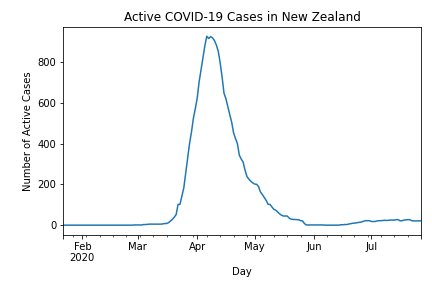 Active COVID-19 Cases in New Zealand
Number of Active Cases
800
600
400
200
0
Feb Mar Apr May Jun Jul
2020
Day